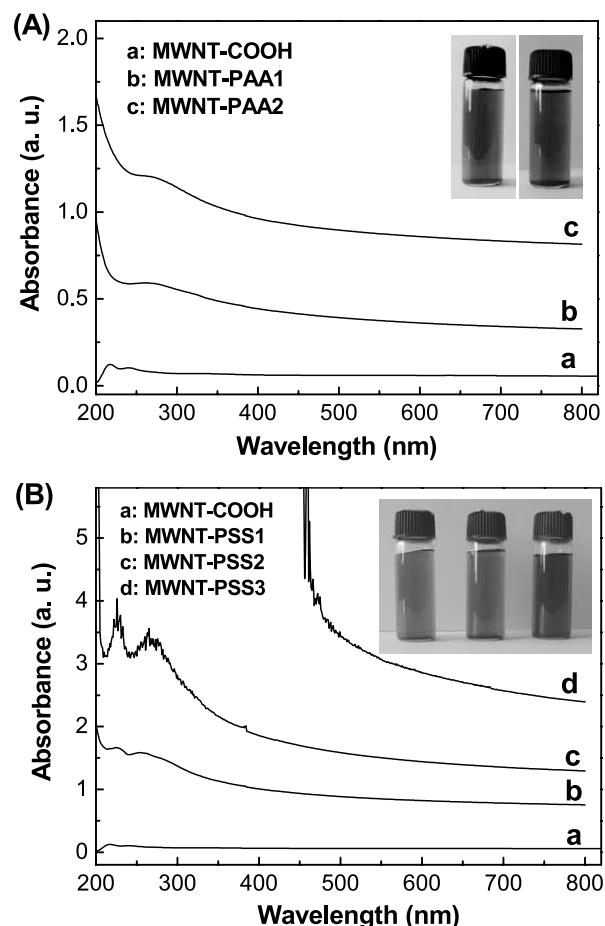 (A)
2.0
1.5
1.0
0.5
0.0
Absorbance (a. u.)
a: MWNT-COOH
b: MWNT-PAA1
c: MWNT-PAA2
c
b
a
200 300 400 500 600 700 800
Wavelength (nm)
(B)
5
4
3
2
1
0
Absorbance (a. u.)
a: MWNT-COOH
b: MWNT-PSS1
c: MWNT-PSS2
d: MWNT-PSS3
d
c
b
a
200 300 400 500 600 700 800
Wavelength (nm)